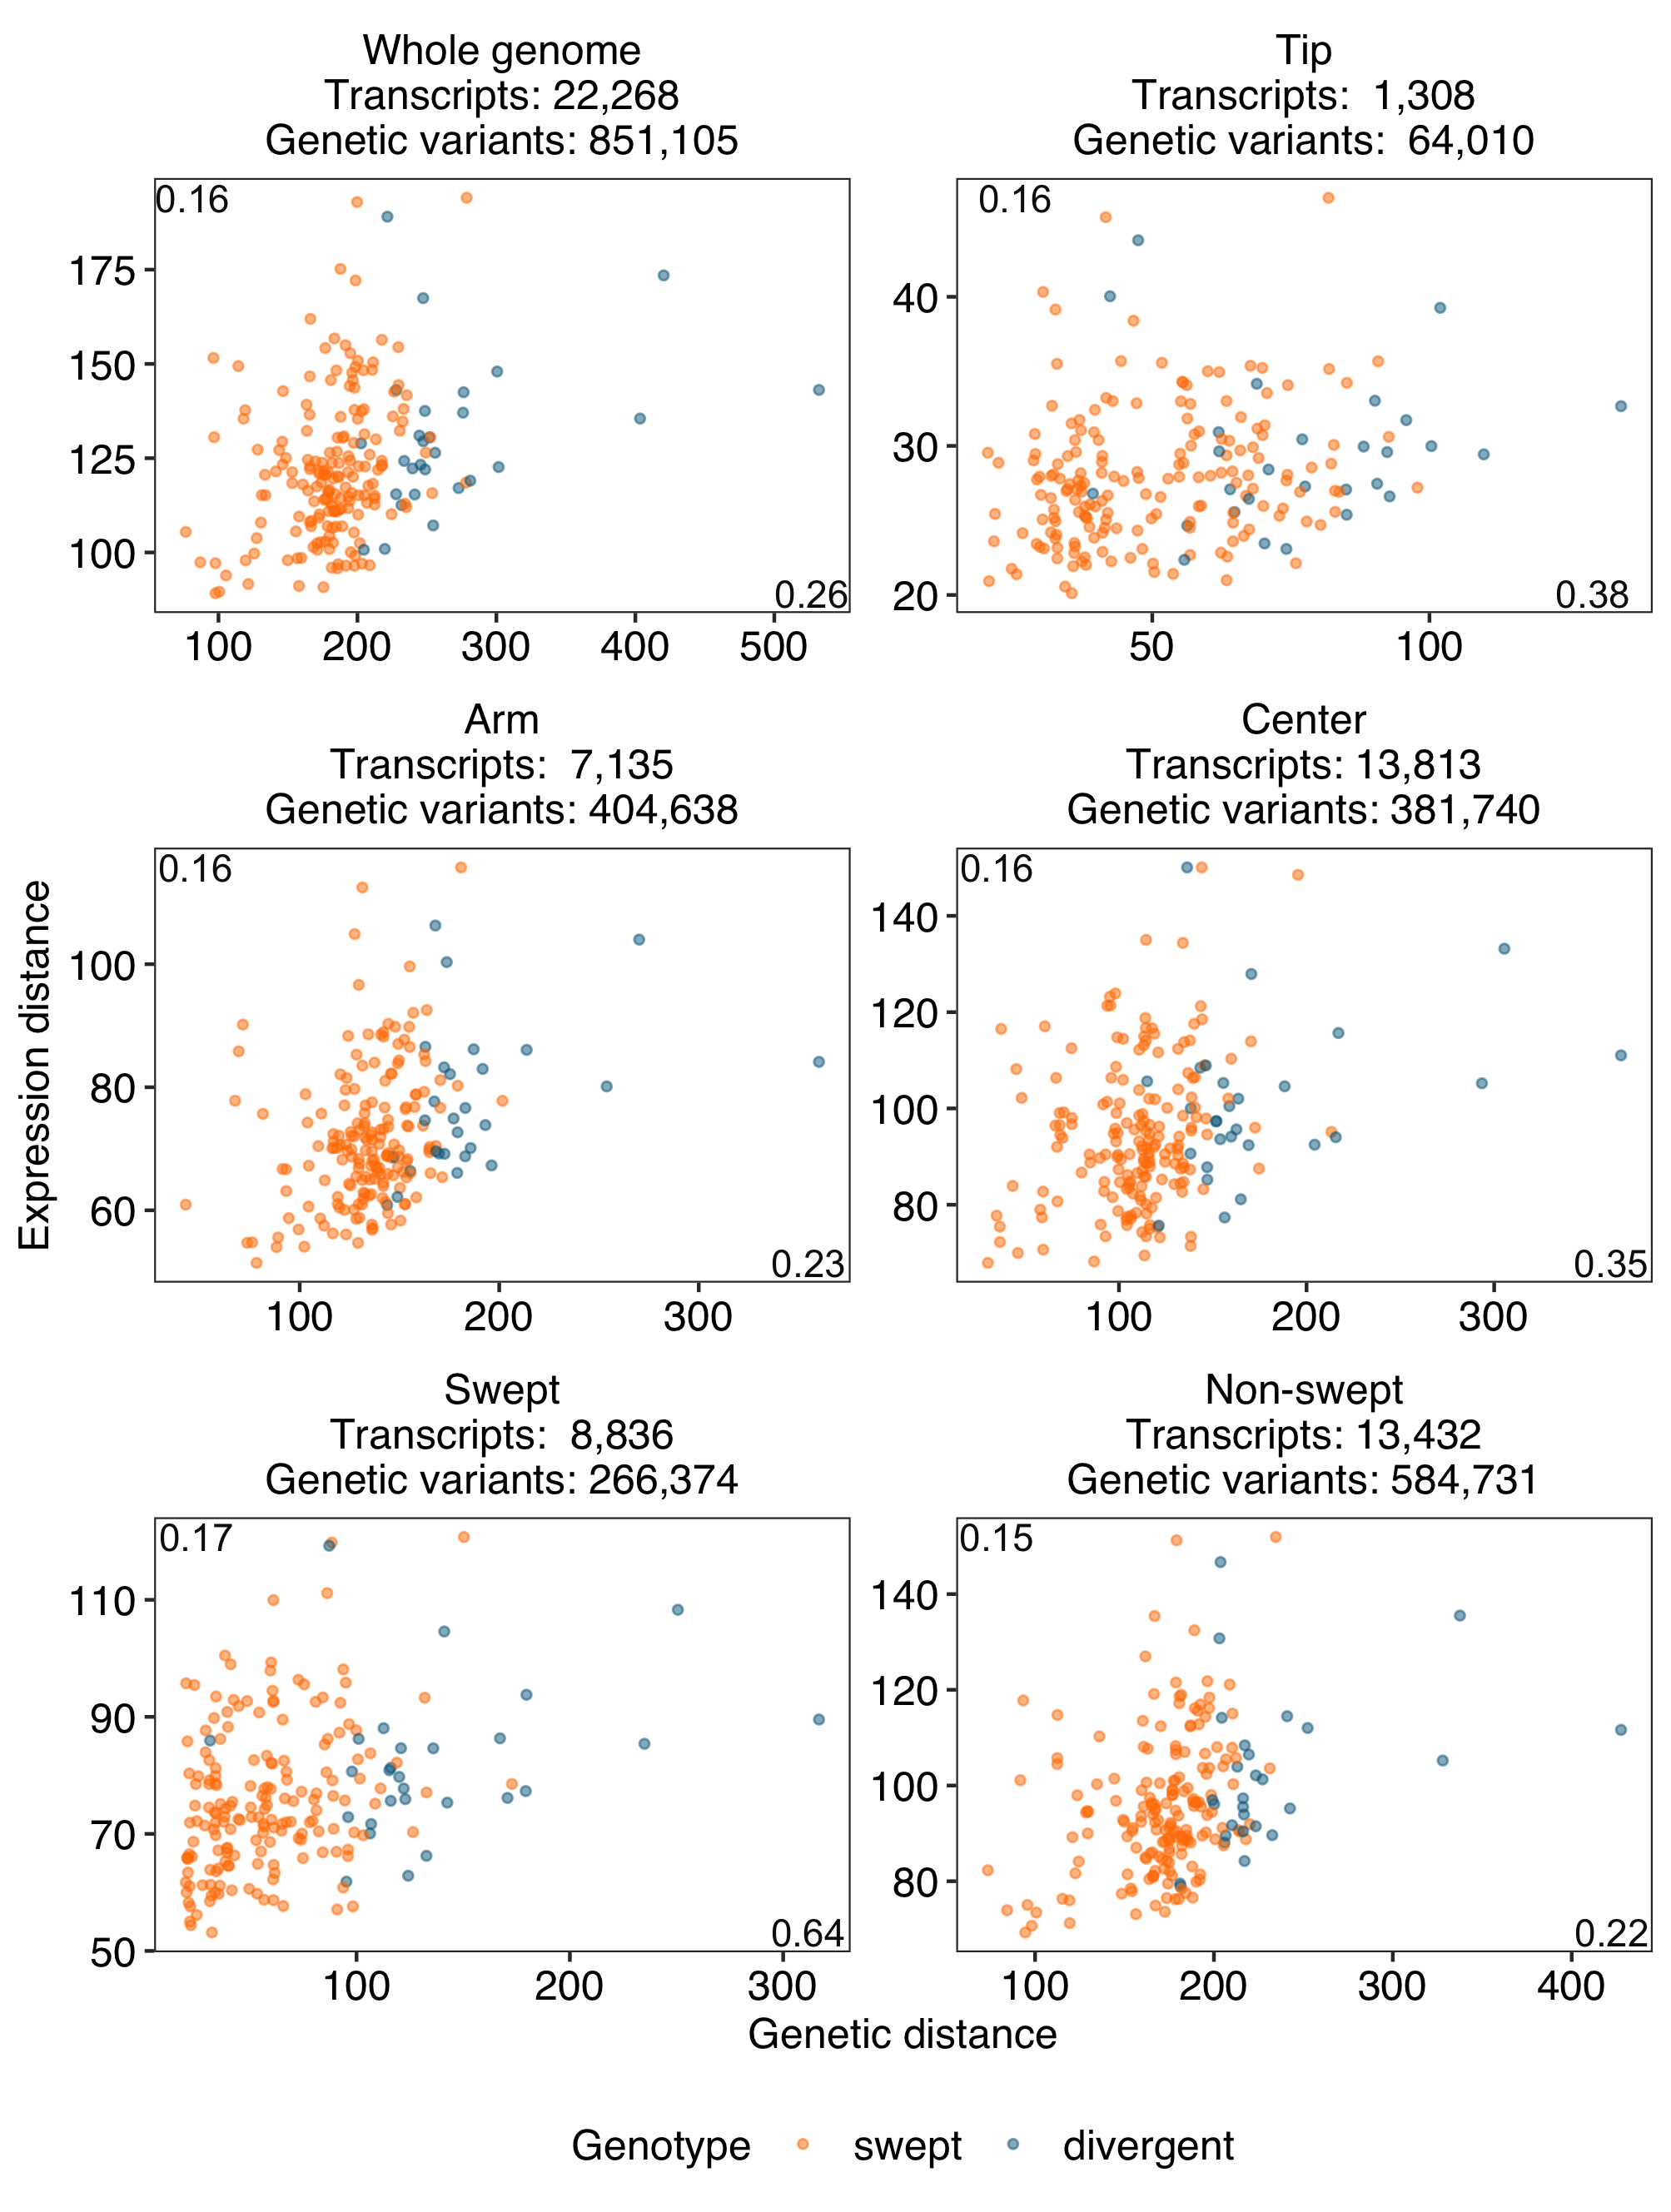 Whole genome
Transcripts: 22,268
Genetic variants: 851,105
0.16
175
150
125
100
0.26
100 200 300 400 500
Tip
Transcripts: 1,308
Genetic variants: 64,010
0.16
40
30
20
0.38
50 100
Arm
Transcripts: 7,135
Genetic variants: 404,638
0.16
100
80
60
0.23
100 200 300
Center
Transcripts: 13,813
Genetic variants: 381,740
0.16
140
120
100
80
0.35
100 200 300
Swept
Transcripts: 8,836
Genetic variants: 266,374
0.17
110
90
70
50
0.64
100 200 300
Non-swept
Transcripts: 13,432
Genetic variants: 584,731
0.15
140
120
100
80
0.22
100 200 300 400
Expression distance
Genetic distance
Genotype swept divergent